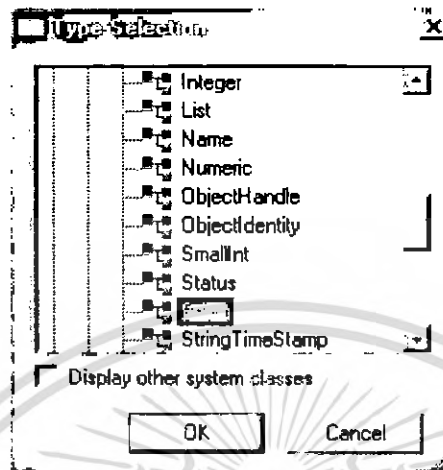 Type Selection
Integer
List
Name
Numeric
ObjectHandle
ObjectIdentity
SmallInt
Status
StringTimeStamp
Display other system classes
OK
Cancel